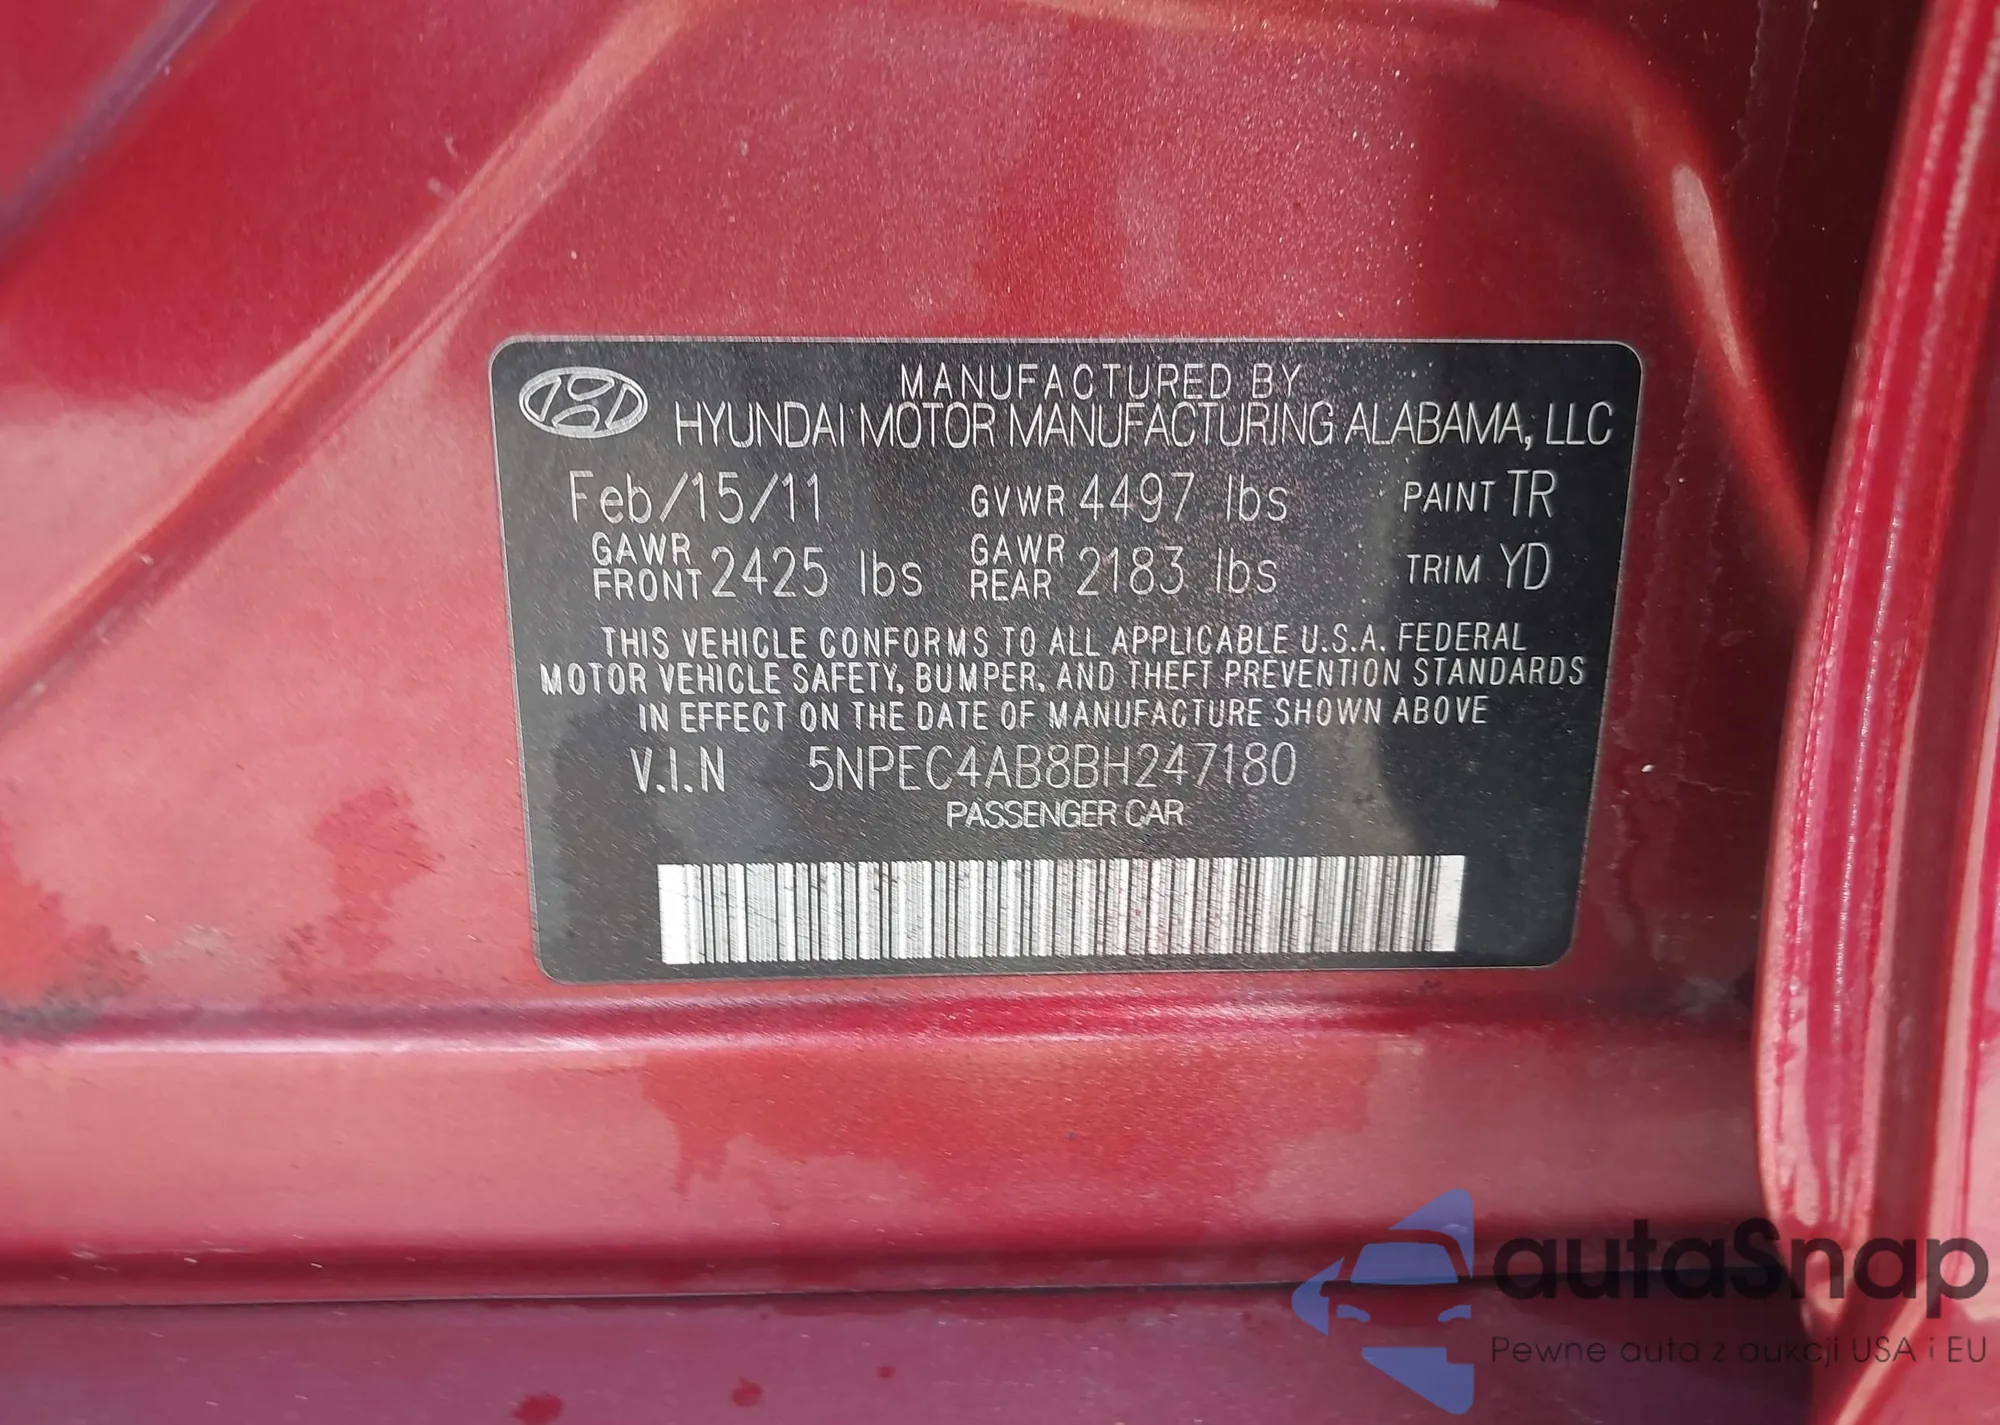 MANUFACTURED BY
HYUNDAI MOTOR MANUFACTURING ALABAMA, LLC
Feb/15/11 GVWR 4497 lbs PAINT TR
GAWR FRONT 2425 lbs GAWR REAR 2183 lbs TRIM YD
THIS VEHICLE CONFORMS TO ALL APPLICABLE U.S.A. FEDERAL
MOTOR VEHICLE SAFETY, BUMPER, AND THEFT PREVENTION STANDARDS
IN EFFECT ON THE DATE OF MANUFACTURE SHOWN ABOVE
V.I.N 5NPEC4AB8BH247180
PASSENGER CAR
autaSnap
Pewne auta z aukcji USA i EU